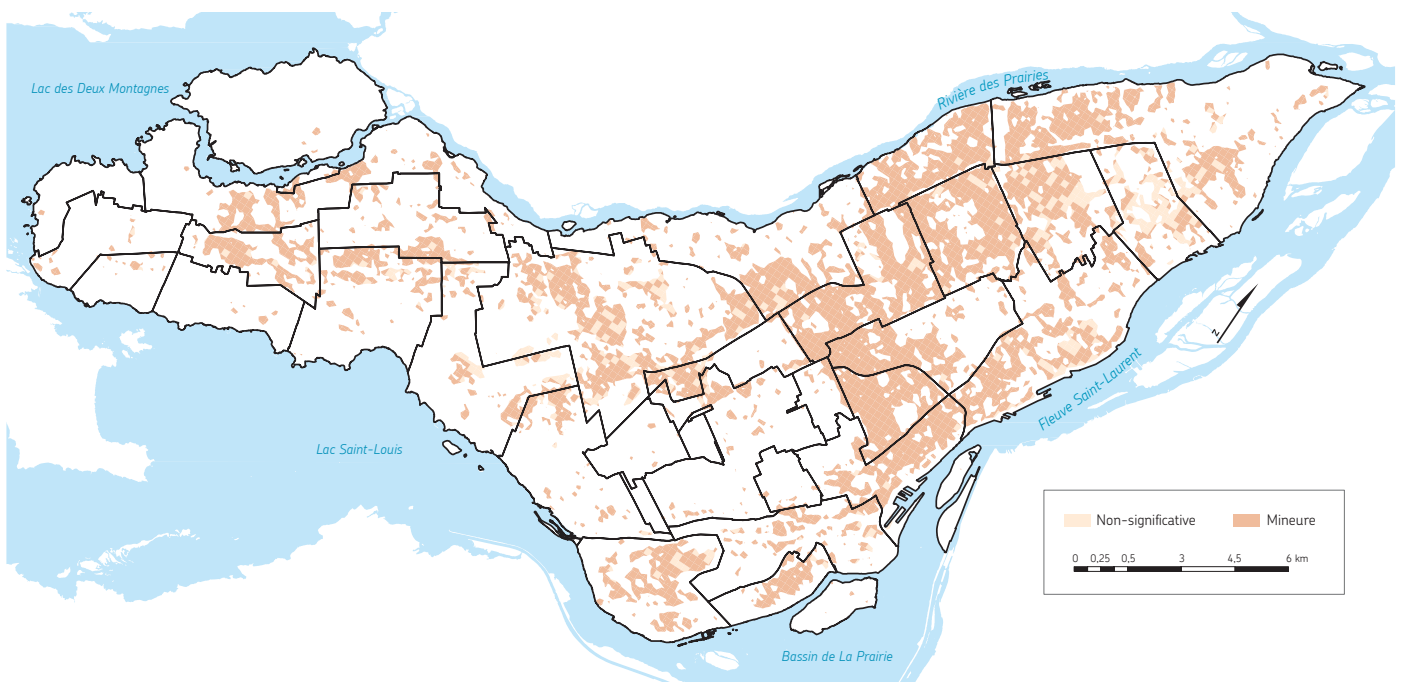 Lac des Deux Montagnes
Rivière des Prairies
Lac Saint-Louis
Fleuve Saint-Laurent
N
Bassin de La Prairie
Non-significative
Mineure
0 0,25 0,5 3 4,5 6 km